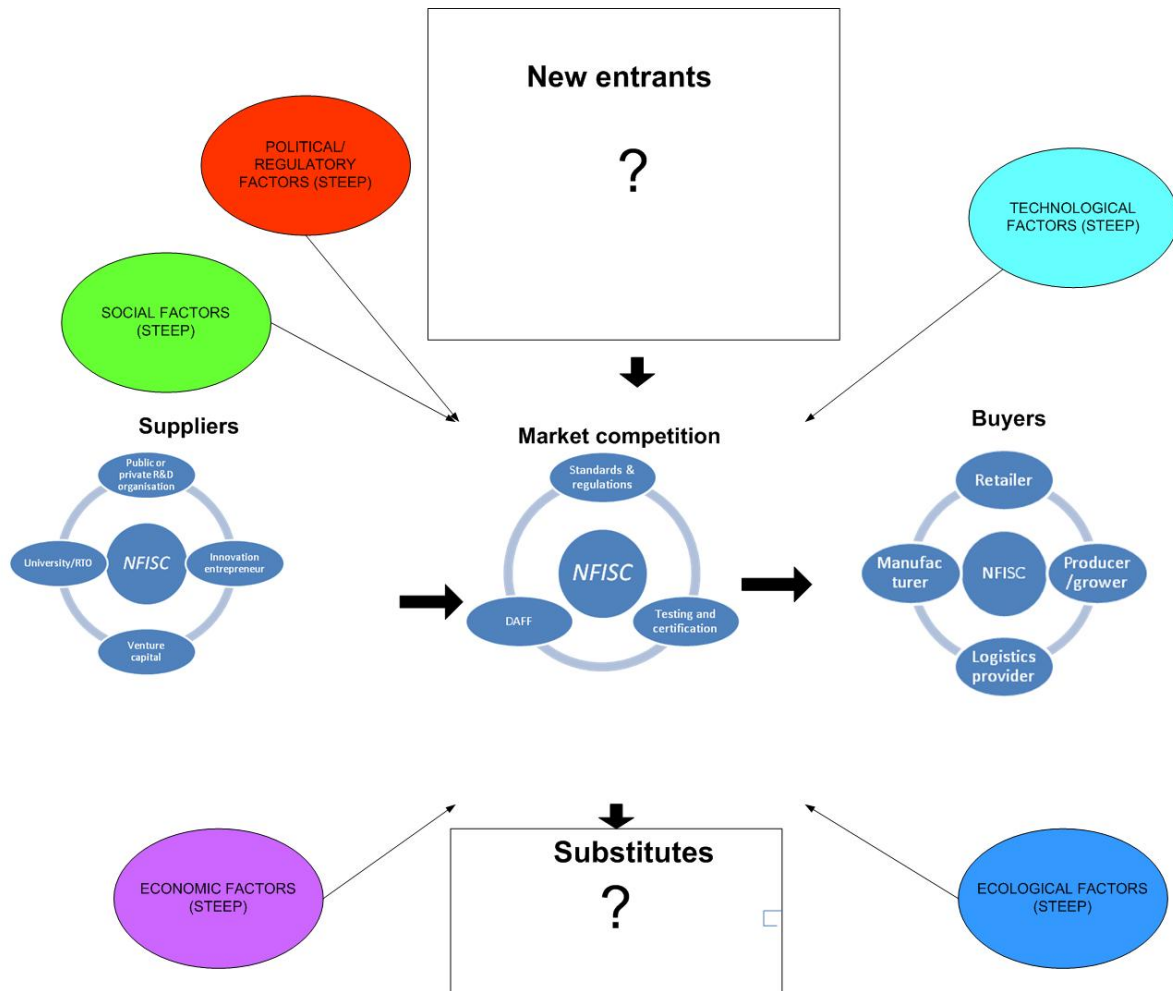 New entrants
?
POLITICAL/
REGULATORY
FACTORS (STEEP)
TECHNOLOGICAL
FACTORS (STEEP)
SOCIAL FACTORS
(STEEP)
Suppliers
Public or
private R&D
organisation
University/RTO
NFISC
Innovation
entrepreneur
Venture
capital
Market competition
Standards &
regulations
NFISC
DAFF
Testing and
certification
Buyers
Retailer
Manufac
turer
NFISC
Producer
/grower
Logistics
provider
Substitutes
?
ECONOMIC FACTORS
(STEEP)
ECOLOGICAL FACTORS
(STEEP)